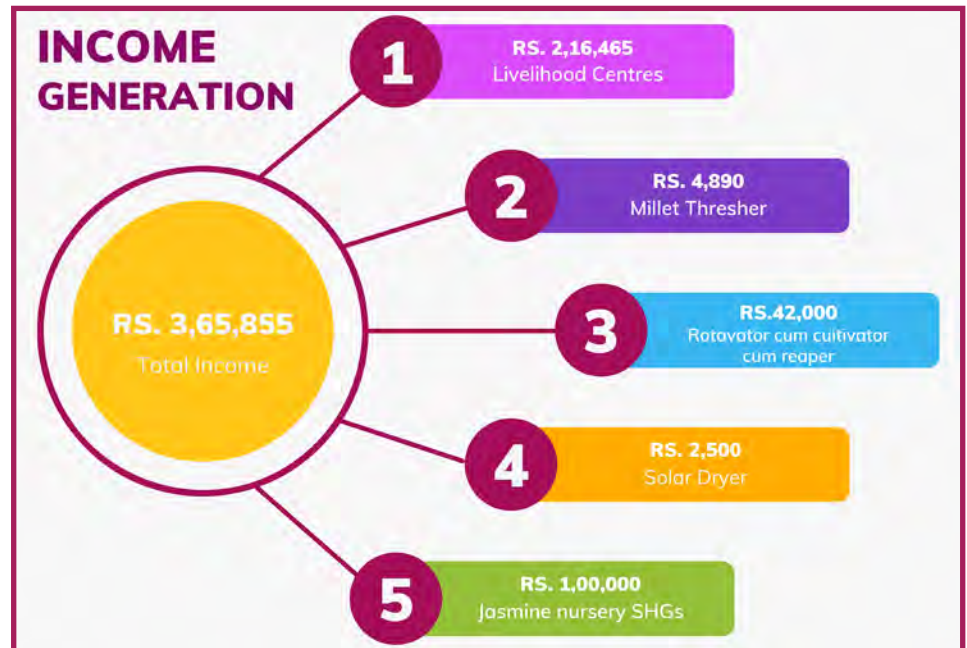 INCOME
GENERATION
1
RS. 2,16,465
Livelihood Centres
2
RS. 4,890
Millet Thresher
RS. 3,65,855
Total Income
3
RS.42,000
Rotavator cum cultivator
cum reaper
4
RS. 2,500
Solar Dryer
5
RS. 1,00,000
Jasmine nursery SHGs